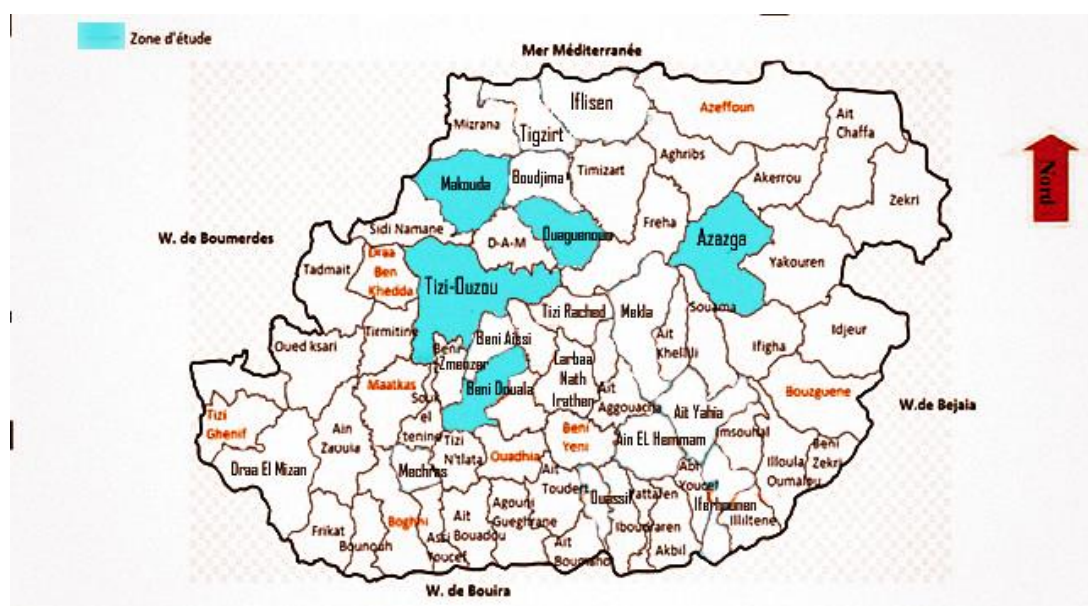 Zone d'étude
Mer Méditerranée
Iflisen
Azeffoun
Ait
Chaffa
Mizrana
Tigzirt
Nord
Aghribs
Makouda
Boudjima
Timizart
Akerrou
Zekri
Freha
Sidi Namane
Ouaguenoun
Azazga
W. de Boumerdes
D-A-M
Draa
Ben
Khedda
Tadmait
Yakouren
Tizi-Ouzou
Tizi Rached
Mekla
Souama
Tirmitine
Beni Aissi
Idjeur
Oued ksari
Ait
Khellili
Ifigha
Beni
Zmenzer
Larbaa
Nath
Irathen
Maatkas
Beni Douala
Bouzguene
Souk
el
tenine
Ait
Aggouacha
Ait Yahia
W.de Bejaia
Tizi
Ghenif
Ain
Zaouia
Beni
Yeni
Ain EL Hemmam
Imsouhal
Tizi
N'tlata
Ouadhia
Beni
Zekri
Illoula
Oumalou
Draa El Mizan
Mechras
Ait
Toudert
Ouassif
Yattafen
Abi
Youcef
Iferhounen
Illiltene
Frikat
Bounouh
Boghni
Assi
Youcef
Ait
Bouadou
Agouni
Gueghrane
Iboudraren
Ait
Boumahd
Akbil
W. de Bouira